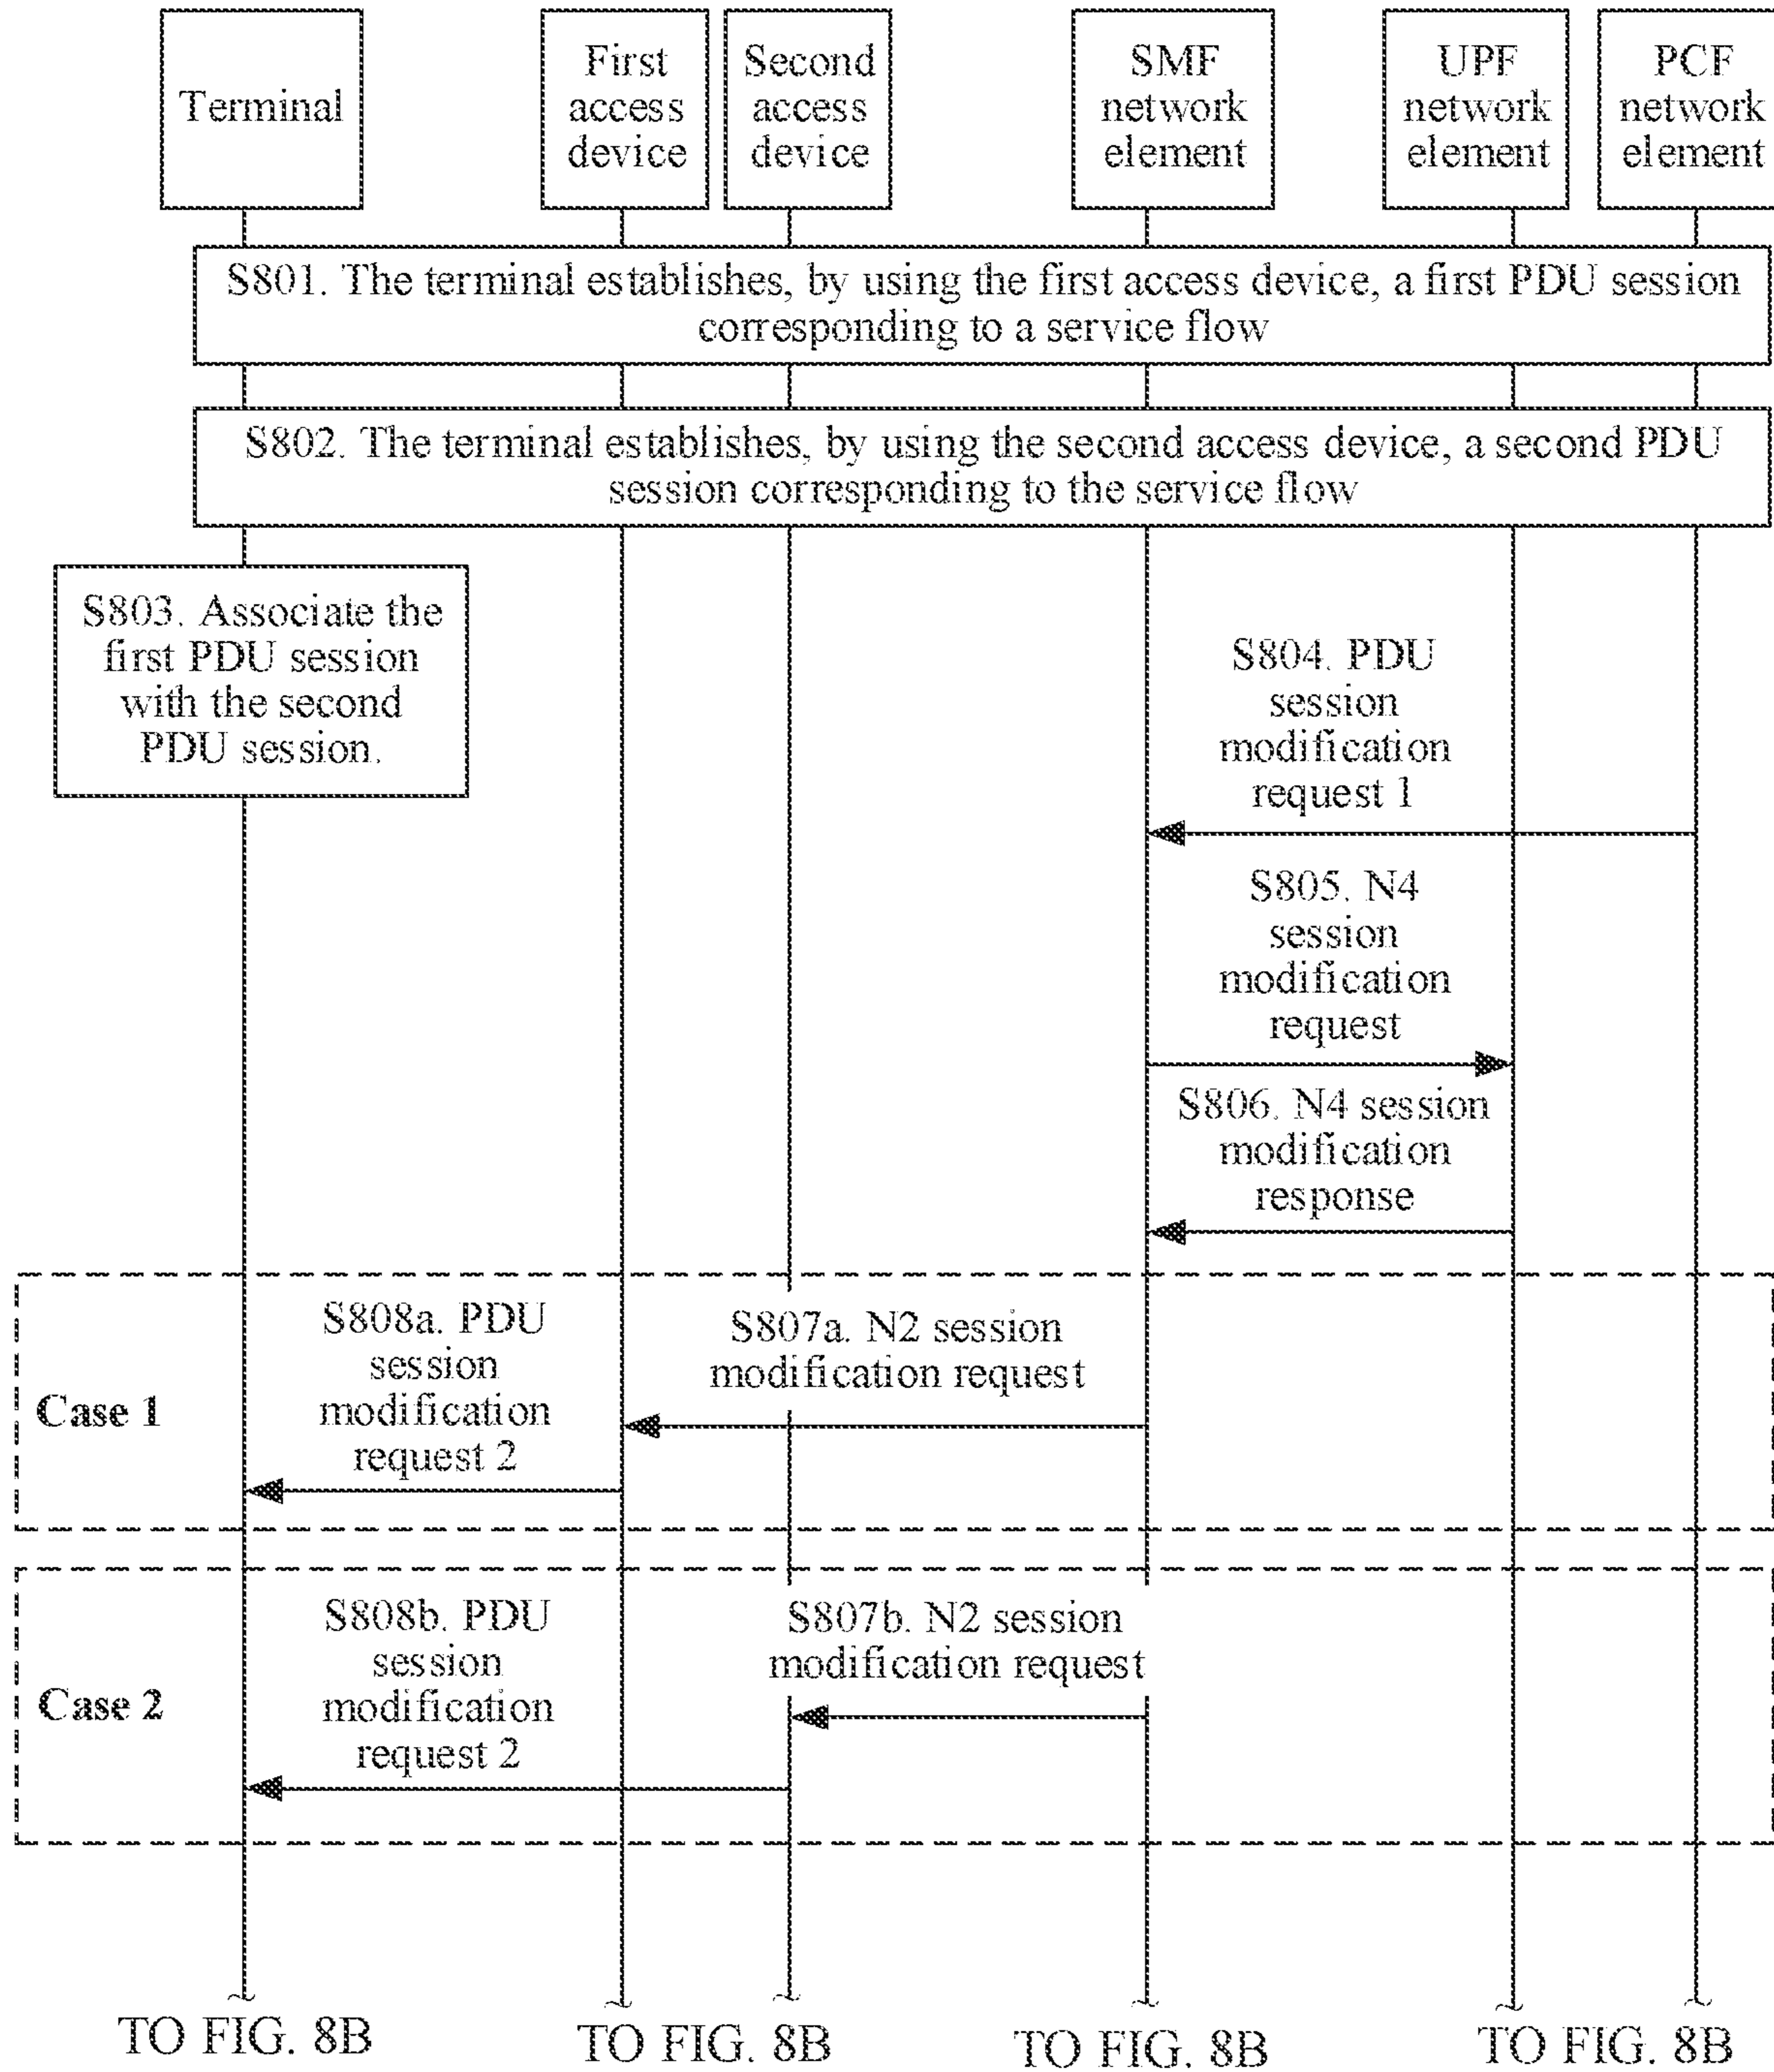 Terminal
First
access
device
Second
access
device
SMF
network
element
UPF
network
element
PCF
network
element
S801. The terminal establishes, by using the first access device, a first PDU session
corresponding to a service flow
S802. The terminal establishes, by using the second access device, a second PDU
session corresponding to the service flow
S803. Associate the
first PDU session
with the second
PDU session.
S804. PDU
session
modification
request 1
S805. N4
session
modification
request
S806. N4 session
modification
response
Case 1
S808a. PDU
session
modification
request 2
S807a. N2 session
modification request
Case 2
S808b. PDU
session
modification
request 2
S807b. N2 session
modification request
TO FIG. 8B
TO FIG. 8B
TO FIG. 8B
TO FIG. 8B